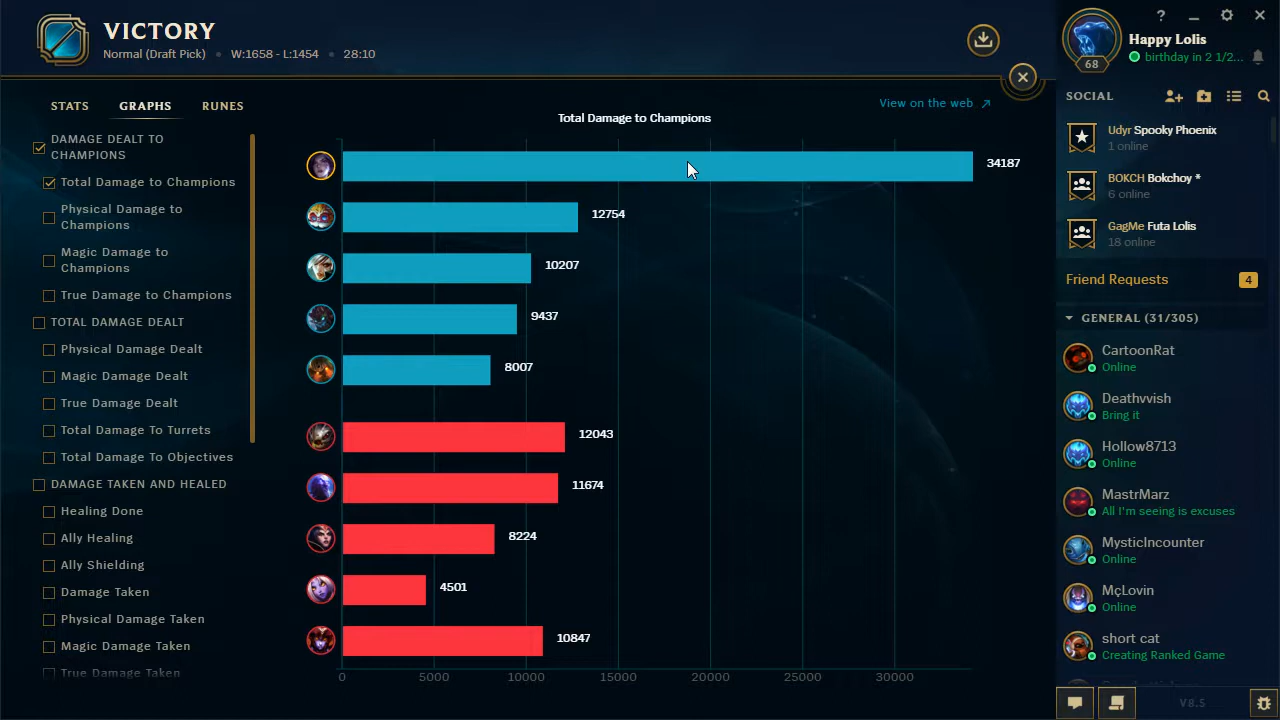 VICTORY
Normal (Draft Pick) • W:1658 - L:1454 • 28:10
STATS
GRAPHS
RUNES
View on the web
DAMAGE DEALT TO
CHAMPIONS
Total Damage to Champions
Physical Damage to
Champions
Magic Damage to
Champions
True Damage to Champions
TOTAL DAMAGE DEALT
Physical Damage Dealt
Magic Damage Dealt
True Damage Dealt
Total Damage To Turrets
Total Damage To Objectives
DAMAGE TAKEN AND HEALED
Healing Done
Ally Healing
Ally Shielding
Damage Taken
Physical Damage Taken
Magic Damage Taken
True Damage Taken
Total Damage to Champions
34187
12754
10207
9437
8007
12043
11674
8224
4501
10847
0 5000 10000 15000 20000 25000 30000
?
68
Happy Lolis
birthday in 2 1/2...
SOCIAL
Udyr Spooky Phoenix
1 online
BOKCH Bokchoy *
6 online
GagMe Futa Lolis
18 online
Friend Requests
4
GENERAL (31/305)
CartoonRat
Online
Deathvvish
Bring it
Hollow8713
Online
MastrMarz
All I'm seeing is excuses
MysticIncounter
Online
MçLovin
Online
short cat
Creating Ranked Game
V8.5